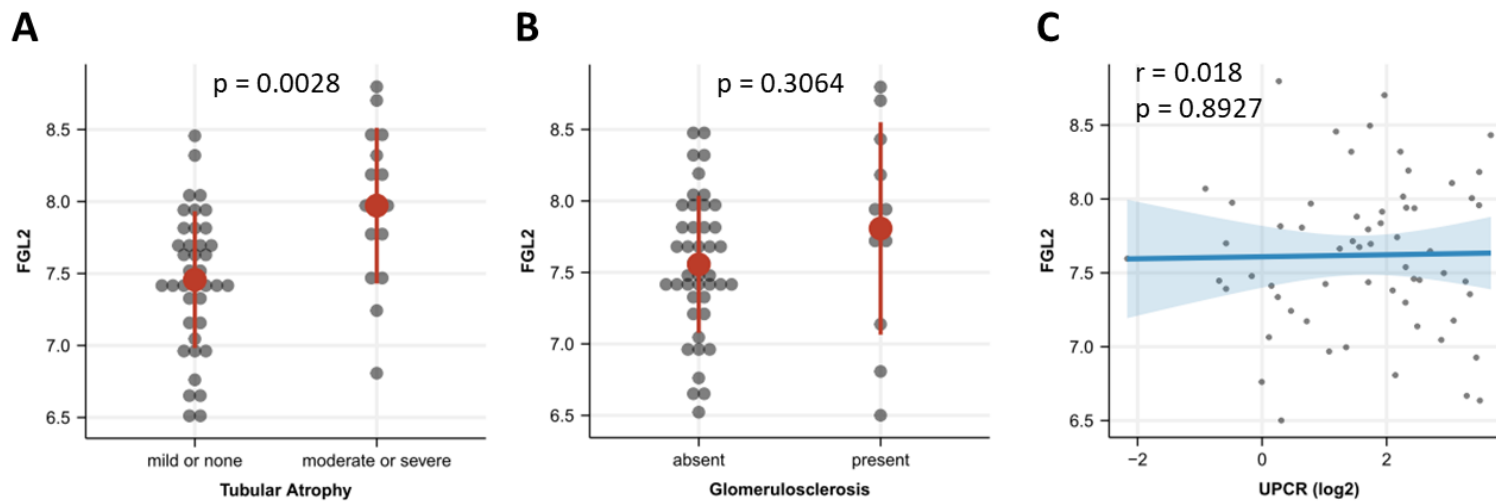 A
p = 0.0028
FGL2
8.5
8.0
7.5
7.0
6.5
mild or none
moderate or severe
Tubular Atrophy
B
p = 0.3064
FGL2
8.5
8.0
7.5
7.0
6.5
absent
present
Glomerulosclerosis
C
r = 0.018
p = 0.8927
FGL2
8.5
8.0
7.5
7.0
6.5
−2
0
2
UPCR (log2)